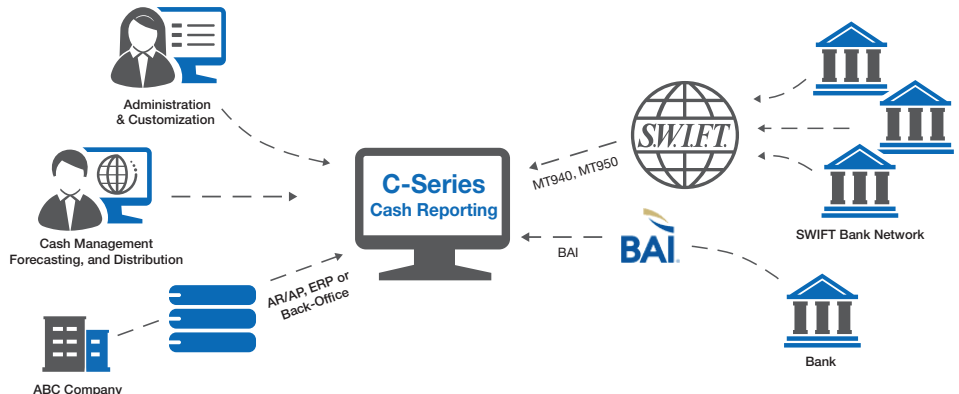 Administration
& Customization
Cash Management
Forecasting, and Distribution
AR/AP, ERP or
Back-Office
ABC Company
C-Series
Cash Reporting
MT940, MT950
S.W.I.F.T.
SWIFT Bank Network
BAI
BAI
Bank